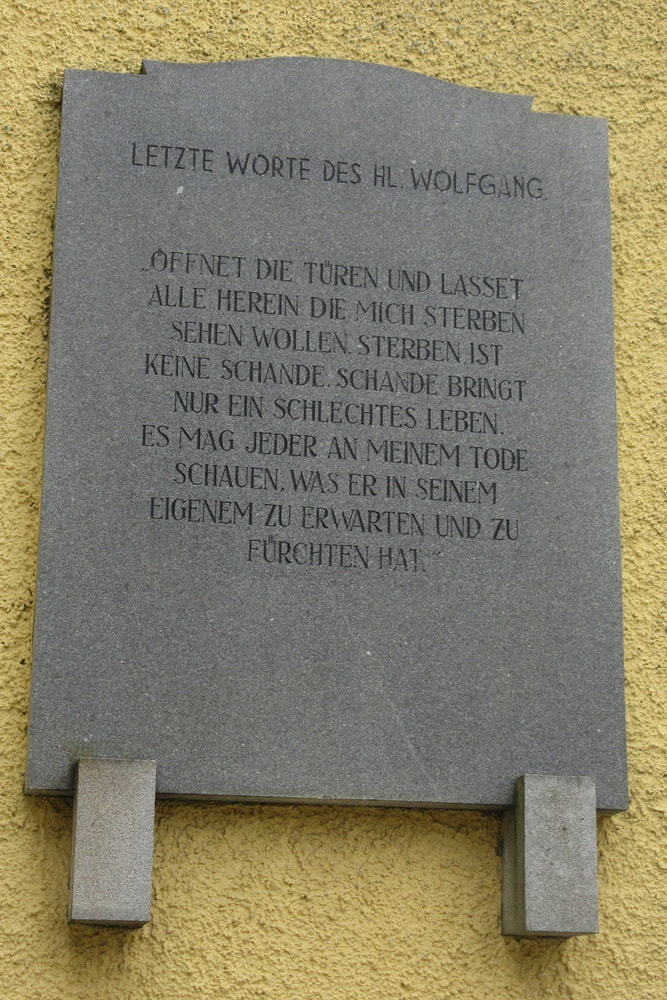 LETZTE WORTE DES HL. WOLFGANG.
„ÖFFNET DIE TÜREN UND LASSET
ALLE HEREIN DIE MICH STERBEN
SEHEN WOLLEN. STERBEN IST
KEINE SCHANDE. SCHANDE BRINGT
NUR EIN SCHLECHTES LEBEN.
ES MAG JEDER AN MEINEM TODE
SCHAUEN, WAS ER IN SEINEM
EIGENEM ZU ERWARTEN UND ZU
FÜRCHTEN HAT.“